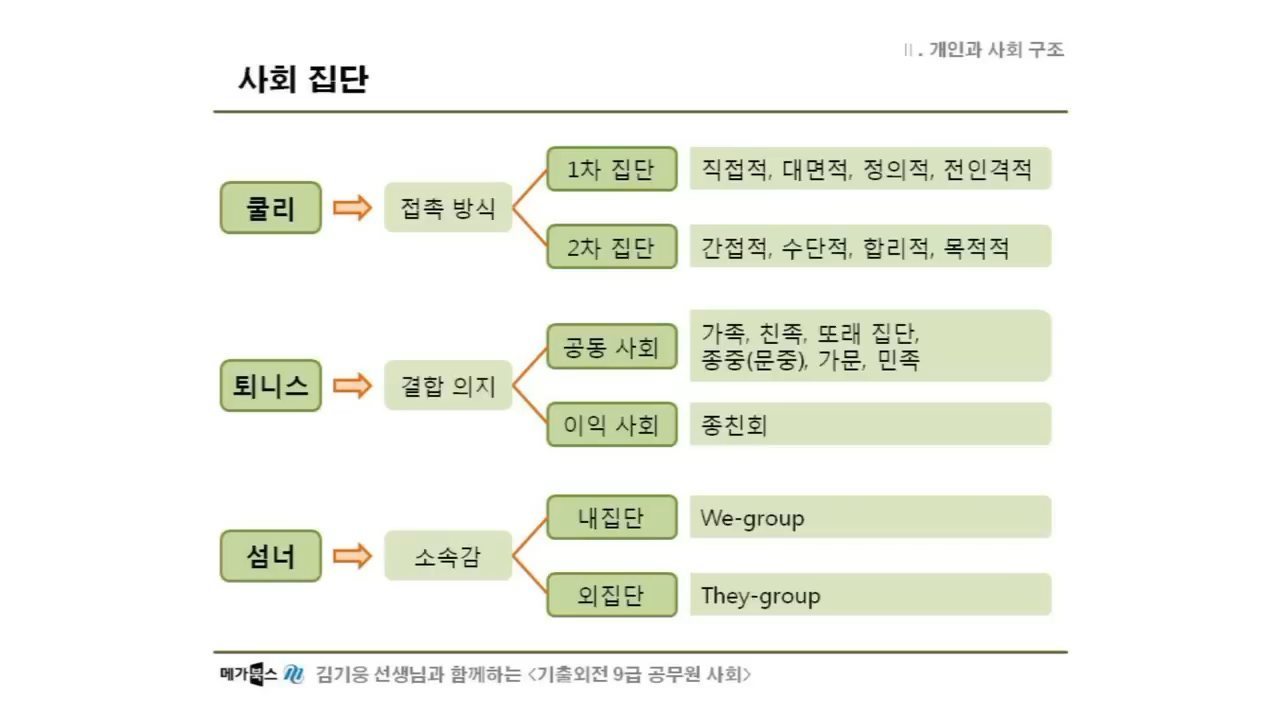 Ⅱ. 개인과 사회 구조
사회 집단
쿨리
접촉 방식
1차 집단
직접적, 대면적, 정의적, 전인격적
2차 집단
간접적, 수단적, 합리적, 목적적
퇴니스
결합 의지
공동 사회
가족, 친족, 또래 집단,
종중(문중), 가문, 민족
이익 사회
종친회
섬너
소속감
내집단
We-group
외집단
They-group
메가북스 김기웅 선생님과 함께하는 <기출외전 9급 공무원 사회>